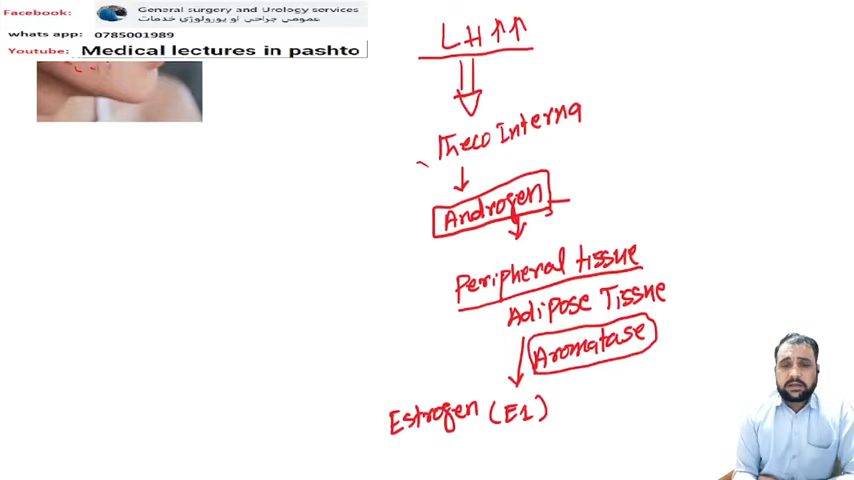 Facebook: General surgery and Urology services
عمومي جراحي او يورولوژي خدمات
whats app: 0785001989
Youtube: Medical lectures in pashto
LH↑↑
Theca Interna
Androgen
Peripheral tissue
Adipose Tissue
Aromatase
Estrogen (E1)